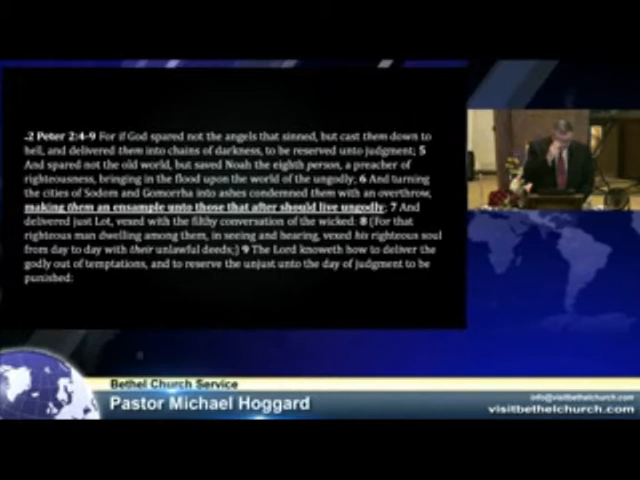 -2 Peter 2:4-9 For if God spared not the angels that sinned, but cast them down to
hell, and delivered them into chains of darkness, to be reserved unto judgment; 5
And spared not the old world, but saved Noah the eighth person, a preacher of
righteousness, bringing in the flood upon the world of the ungodly; 6 And turning
the cities of Sodom and Gomorrha into ashes condemned them with an overthrow,
making them an ensample unto those that after should live ungodly; 7 And
delivered just Lot, vexed with the filthy conversation of the wicked: 8 (For that
righteous man dwelling among them, in seeing and hearing, vexed his righteous soul
from day to day with their unlawful deeds;) 9 The Lord knoweth how to deliver the
godly out of temptations, and to reserve the unjust unto the day of judgment to be
punished:
Bethel Church Service
Pastor Michael Hoggard
info@visitbethelchurch.com
visitbethelchurch.com